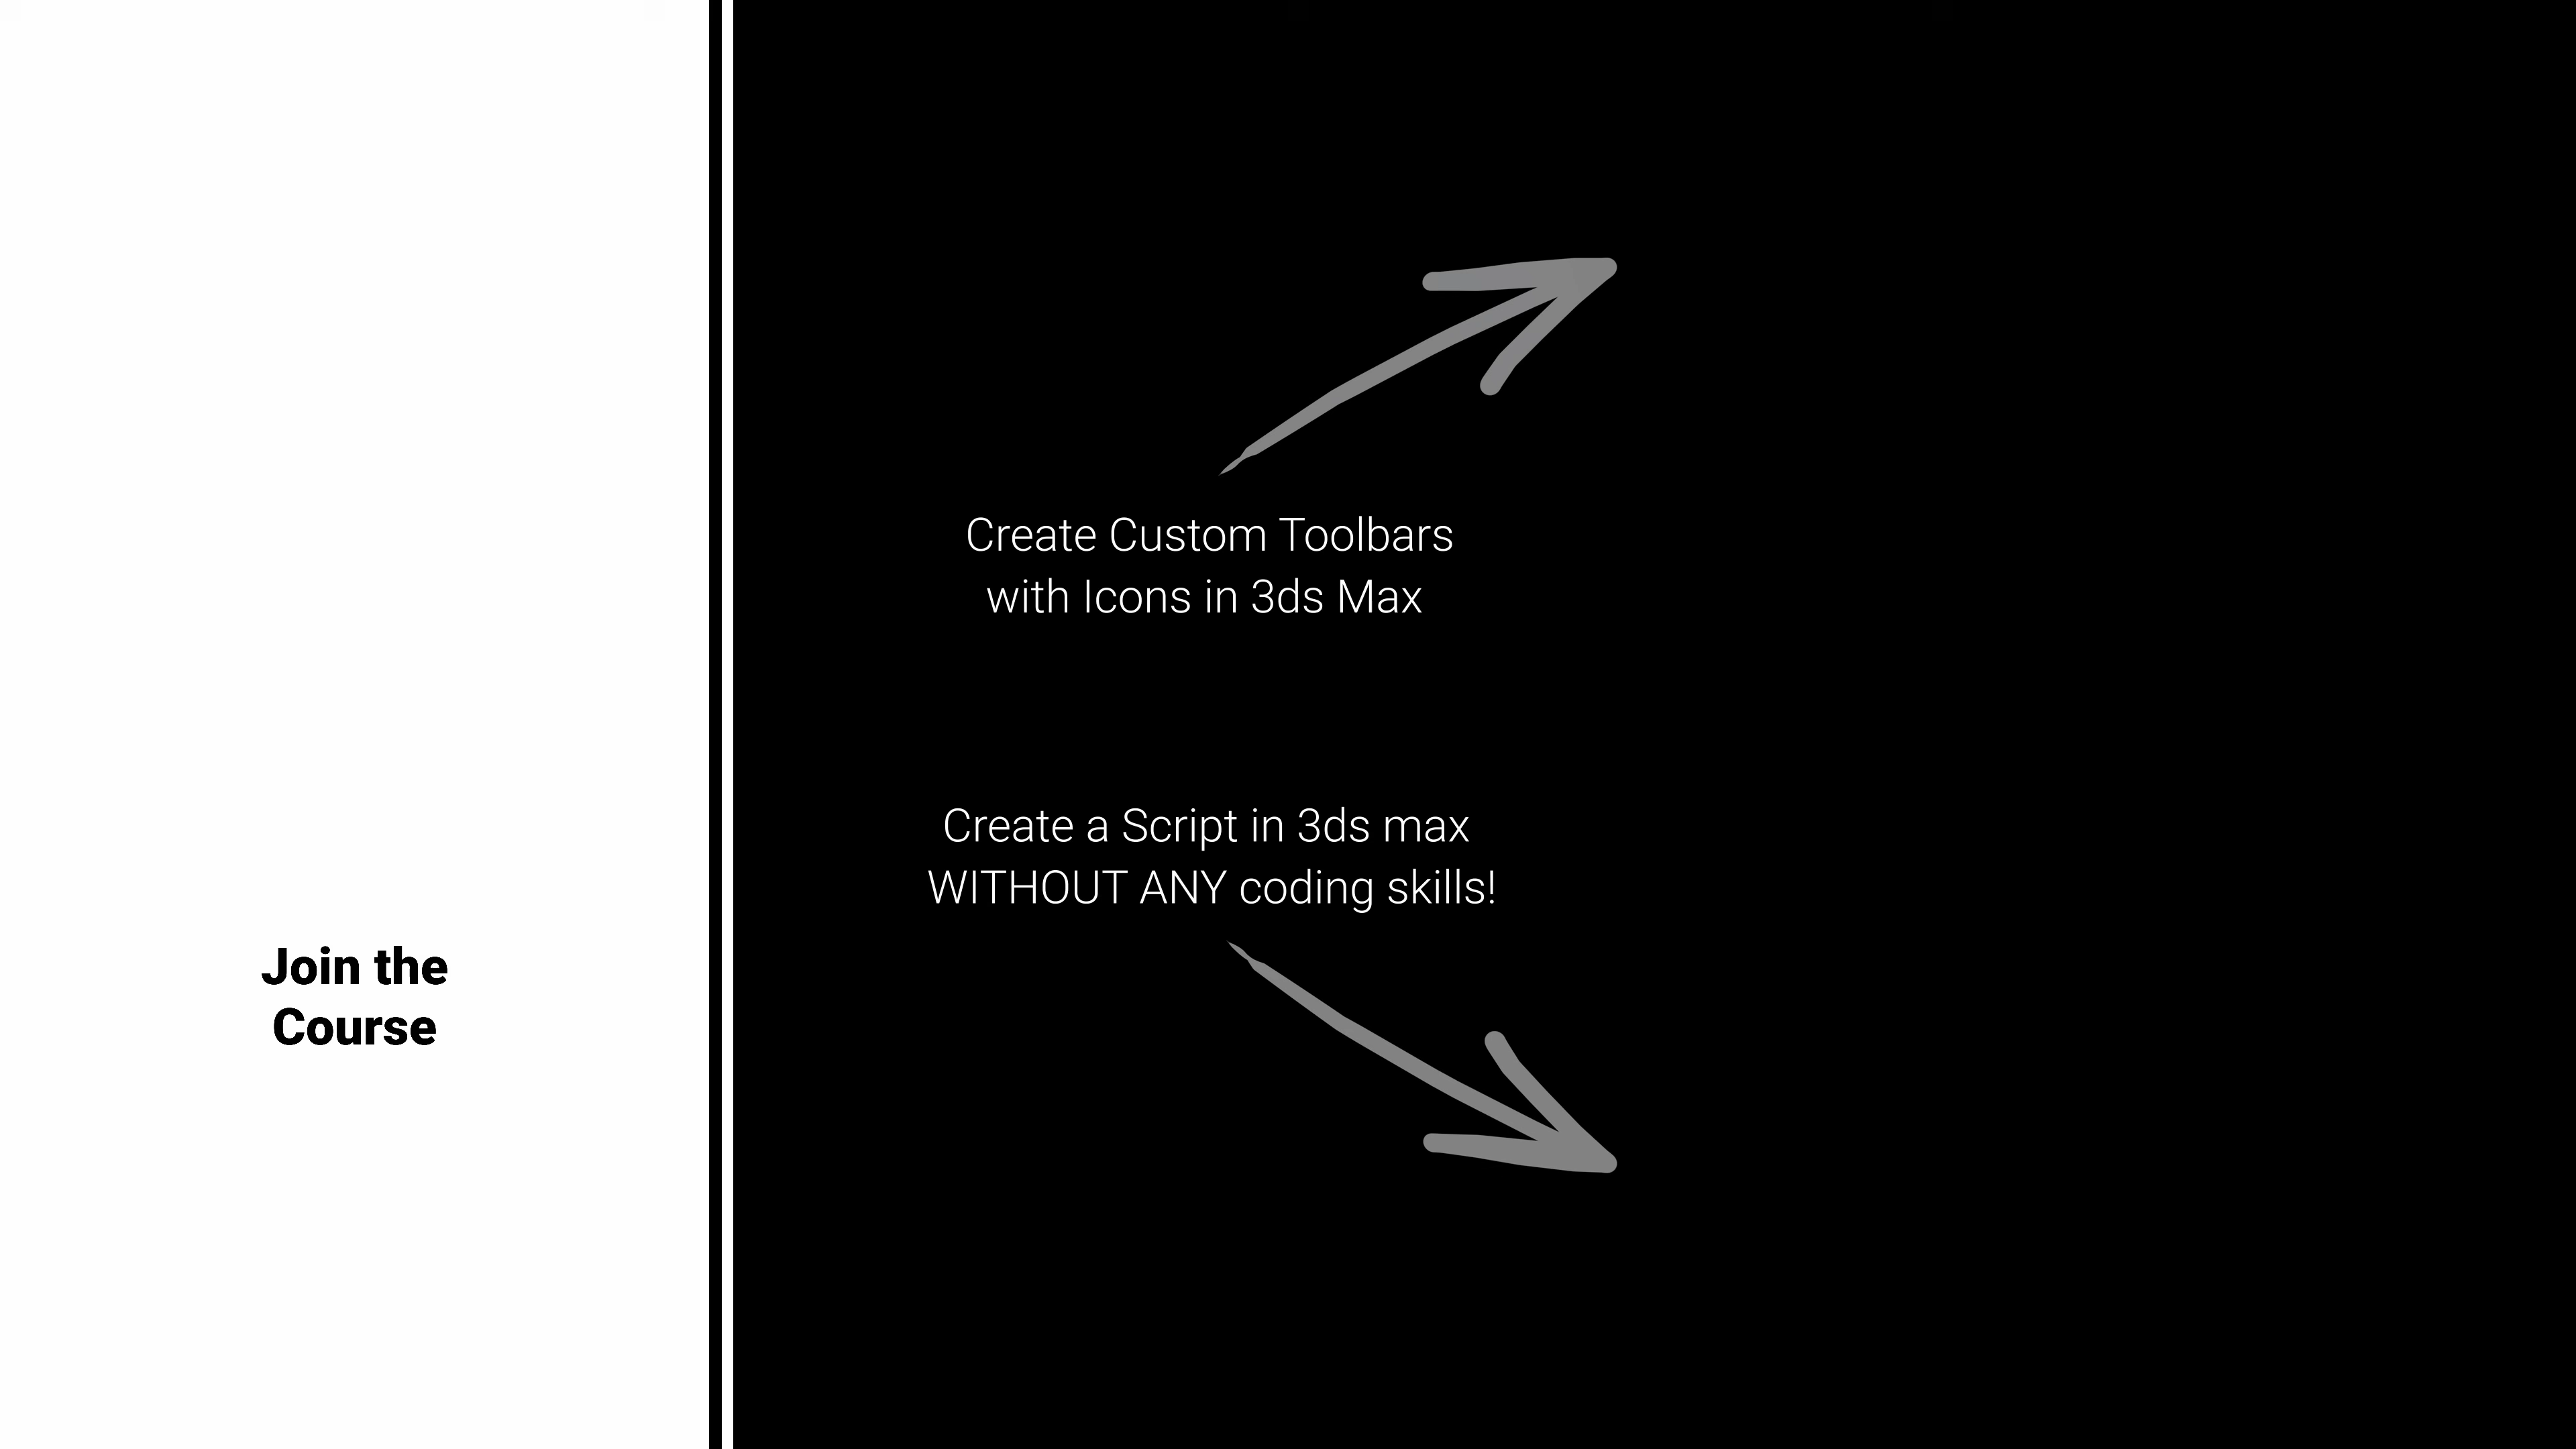 Join the
Course
Create Custom Toolbars
with Icons in 3ds Max
Create a Script in 3ds max
WITHOUT ANY coding skills!